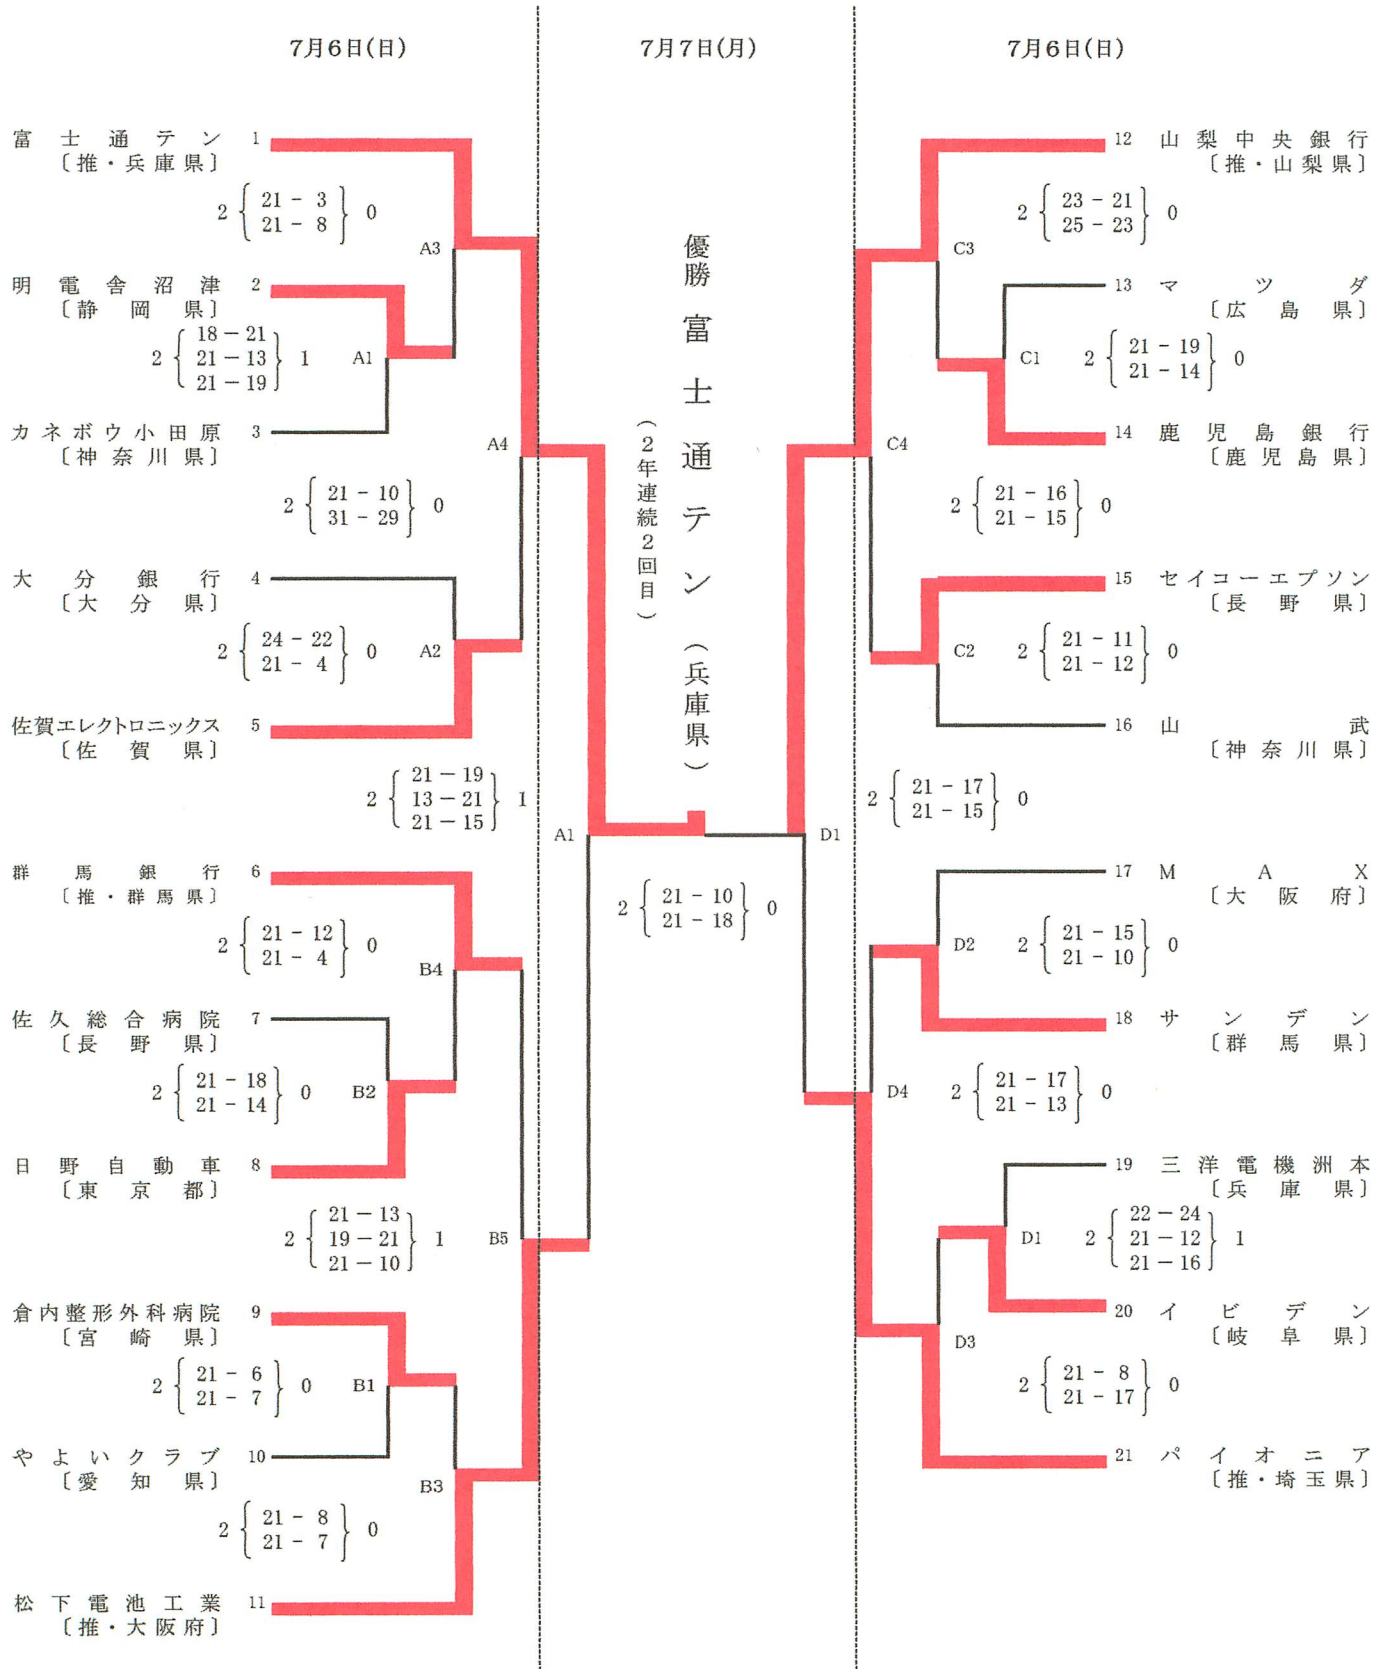 7月6日(日)
7月7日(月)
7月6日(日)
富士通テン 1
〔推・兵庫県〕
2 { 21 - 3 } 0
21 - 8
A3
明電舎沼津 2
〔静岡県〕
2 { 18-21 } 1
21-13
21-19
A1
カネボウ小田原 3
〔神奈川県〕
A4
2 { 21 - 10 } 0
31 - 29
大分銀行 4
〔大分県〕
2 { 24 - 22 } 0
21 - 4
A2
佐賀エレクトロニックス 5
〔佐賀県〕
2 { 21-19 } 1
13-21
21-15
A1
群馬銀行 6
〔推・群馬県〕
2 { 21 - 12 } 0
21 - 4
B4
佐久総合病院 7
〔長野県〕
2 { 21 - 18 } 0
21 - 14
B2
日野自動車 8
〔東京都〕
2 { 21-13 } 1
19-21
21-10
B5
倉内整形外科病院 9
〔宮崎県〕
2 { 21 - 6 } 0
21 - 7
B1
やよいクラブ 10
〔愛知県〕
B3
2 { 21 - 8 } 0
21 - 7
松下電池工業 11
〔推・大阪府〕
優勝 富士通テン (兵庫県)
(2年連続2回目)
2 { 21 - 10 } 0
21 - 18
12 山梨中央銀行
〔推・山梨県〕
2 { 23 - 21 } 0
25 - 23
C3
13 マツダ
〔広島県〕
C1
2 { 21 - 19 } 0
21 - 14
14 鹿児島銀行
〔鹿児島県〕
C4
2 { 21 - 16 } 0
21 - 15
15 セイコーエプソン
〔長野県〕
C2
2 { 21 - 11 } 0
21 - 12
16 山武
〔神奈川県〕
2 { 21 - 17 } 0
21 - 15
D1
17 MAX
〔大阪府〕
D2
2 { 21 - 15 } 0
21 - 10
18 サンデン
〔群馬県〕
D4
2 { 21 - 17 } 0
21 - 13
19 三洋電機洲本
〔兵庫県〕
D1
2 { 22-24 } 1
21-12
21-16
20 イビデン
〔岐阜県〕
D3
2 { 21 - 8 } 0
21 - 17
21 パイオニア
〔推・埼玉県〕